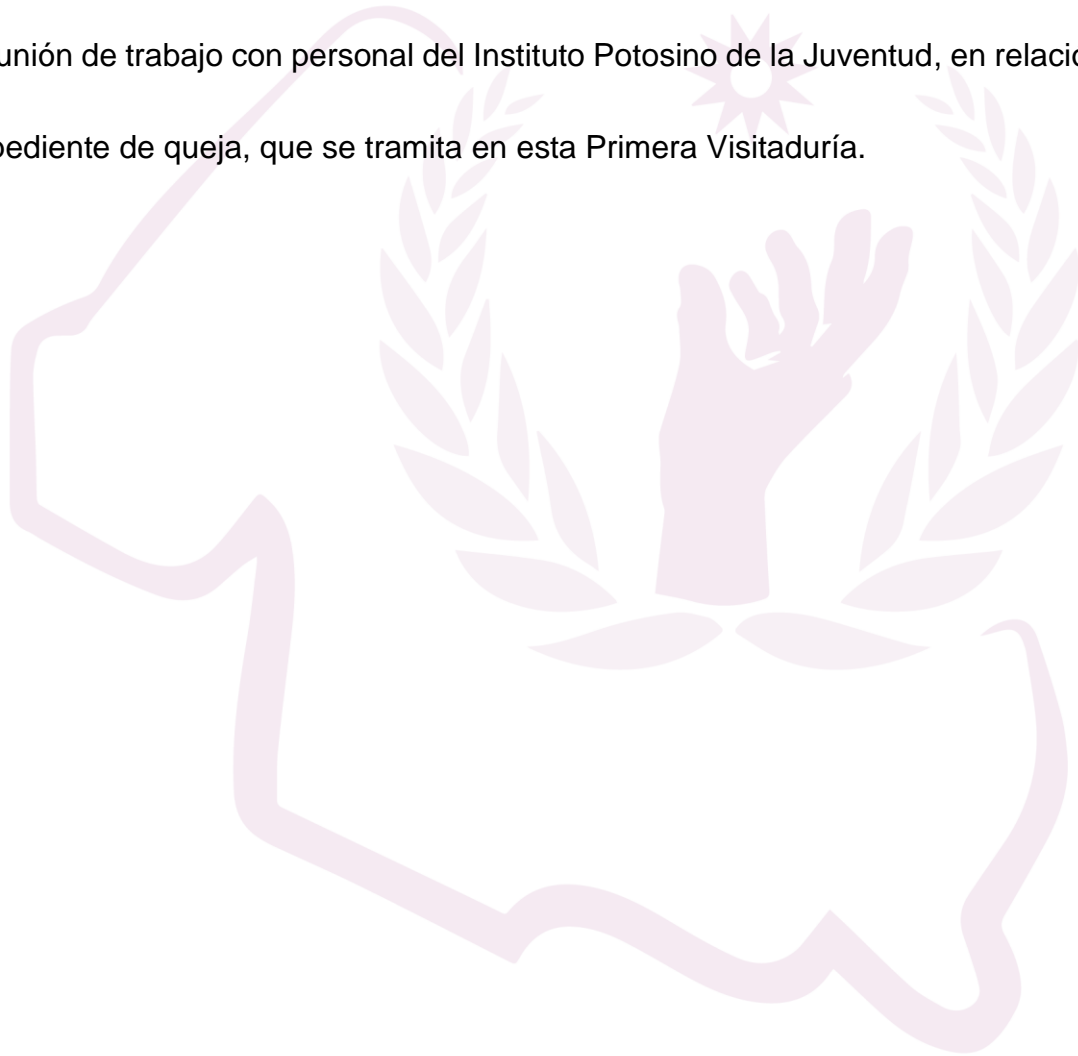 unión de trabajo con personal del Instituto Potosino de la Juventud, en relació
pediente de queja, que se tramita en esta Primera Visitaduría.